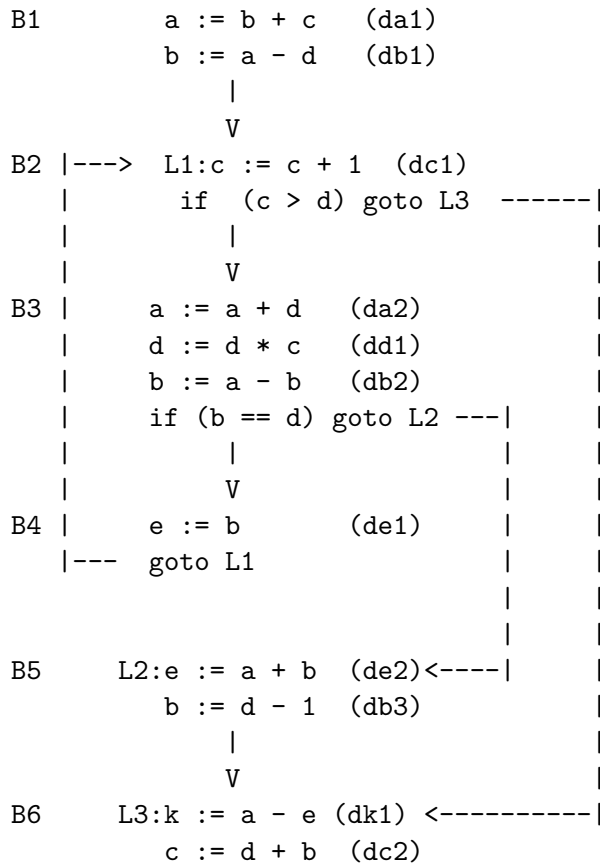 B1 a := b + c (da1)
b := a - d (db1)
|
V
B2 |---> L1:c := c + 1 (dc1)
| if (c > d) goto L3 ------|
| | |
| V |
B3 | a := a + d (da2) |
| d := d * c (dd1) |
| b := a - b (db2) |
| if (b == d) goto L2 ---| |
| | | |
| V | |
B4 | e := b (de1) | |
|--- goto L1 | |
| |
| |
B5 L2:e := a + b (de2)<----| |
b := d - 1 (db3) |
| |
V |
B6 L3:k := a - e (dk1) <----------|
c := d + b (dc2)